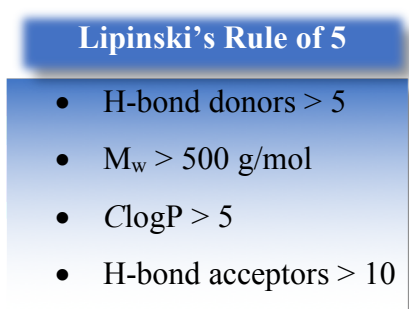 Lipinski’s Rule of 5
• H-bond donors > 5
• Mw > 500 g/mol
• ClogP > 5
• H-bond acceptors > 10